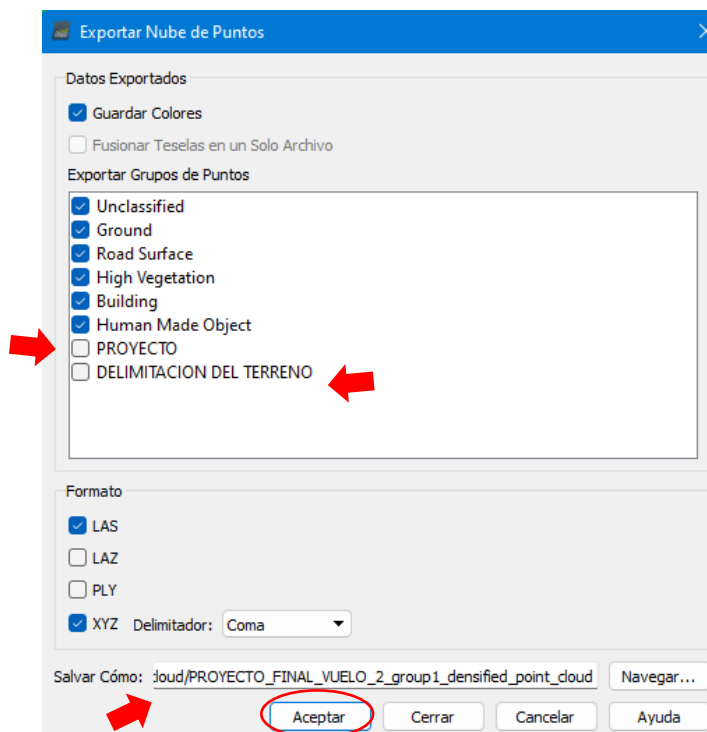 Exportar Nube de Puntos
Datos Exportados
Guardar Colores
Fusionar Teselas en un Solo Archivo
Exportar Grupos de Puntos
Unclassified
Ground
Road Surface
High Vegetation
Building
Human Made Object
PROYECTO
DELIMITACION DEL TERRENO
Formato
LAS
LAZ
PLY
XYZ Delimitador: Coma
Salvar Cómo: :loud/PROYECTO_FINAL_VUELO_2_group1_densified_point_cloud Navegar...
Aceptar Cerrar Cancelar Ayuda